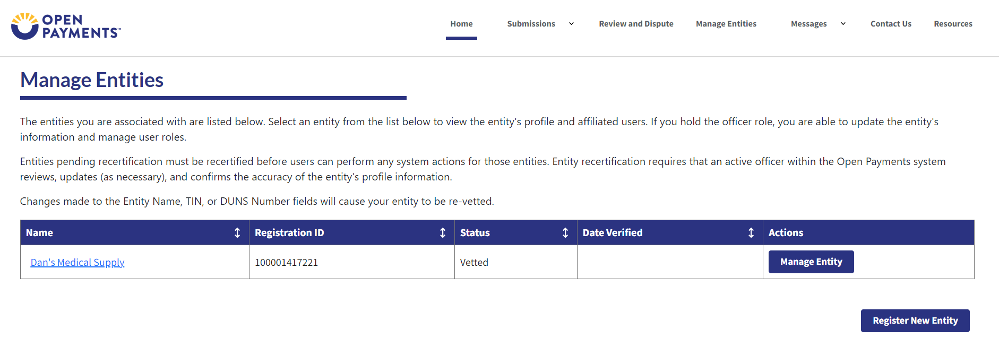 OPEN
PAYMENTS™
Home Submissions Review and Dispute Manage Entities Messages Contact Us Resources
Manage Entities
The entities you are associated with are listed below. Select an entity from the list below to view the entity's profile and affiliated users. If you hold the officer role, you are able to update the entity's
information and manage user roles.
Entities pending recertification must be recertified before users can perform any system actions for those entities. Entity recertification requires that an active officer within the Open Payments system
reviews, updates (as necessary), and confirms the accuracy of the entity's profile information.
Changes made to the Entity Name, TIN, or DUNS Number fields will cause your entity to be re-vetted.
Name Registration ID Status Date Verified Actions
Dan's Medical Supply 100001417221 Vetted Manage Entity
Register New Entity